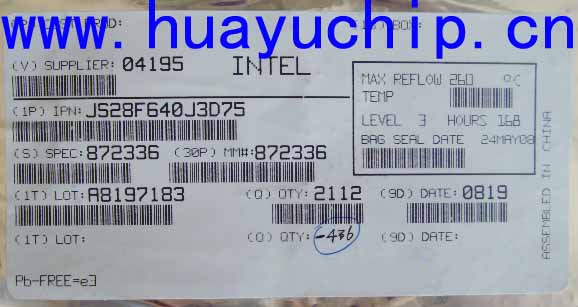 www.huayuchip.cn
(V) SUPPLIER: 04195 INTEL
(1P) IPN: JS28F640J3D75
MAX REFLOW 260 °C
TEMP
LEVEL 3 HOURS 168
BAG SEAL DATE 24MAY08
(S) SPEC: 872336 (30P) MM#: 872336
(1T) LOT: A8197183 (Q) QTY: 2112 (9D) DATE: 0819
(1T) LOT: (Q) QTY: -436 (9D) DATE:
Pb-FREE=e3
ASSEMBLED IN CHINA